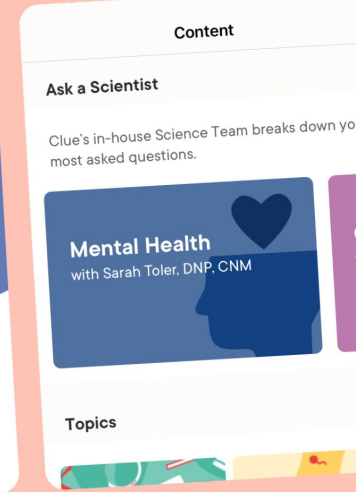 Content
Ask a Scientist
Clue's in-house Science Team breaks down
most asked questions.
Mental Health
with Sarah Toler, DNP, CNM
Topics